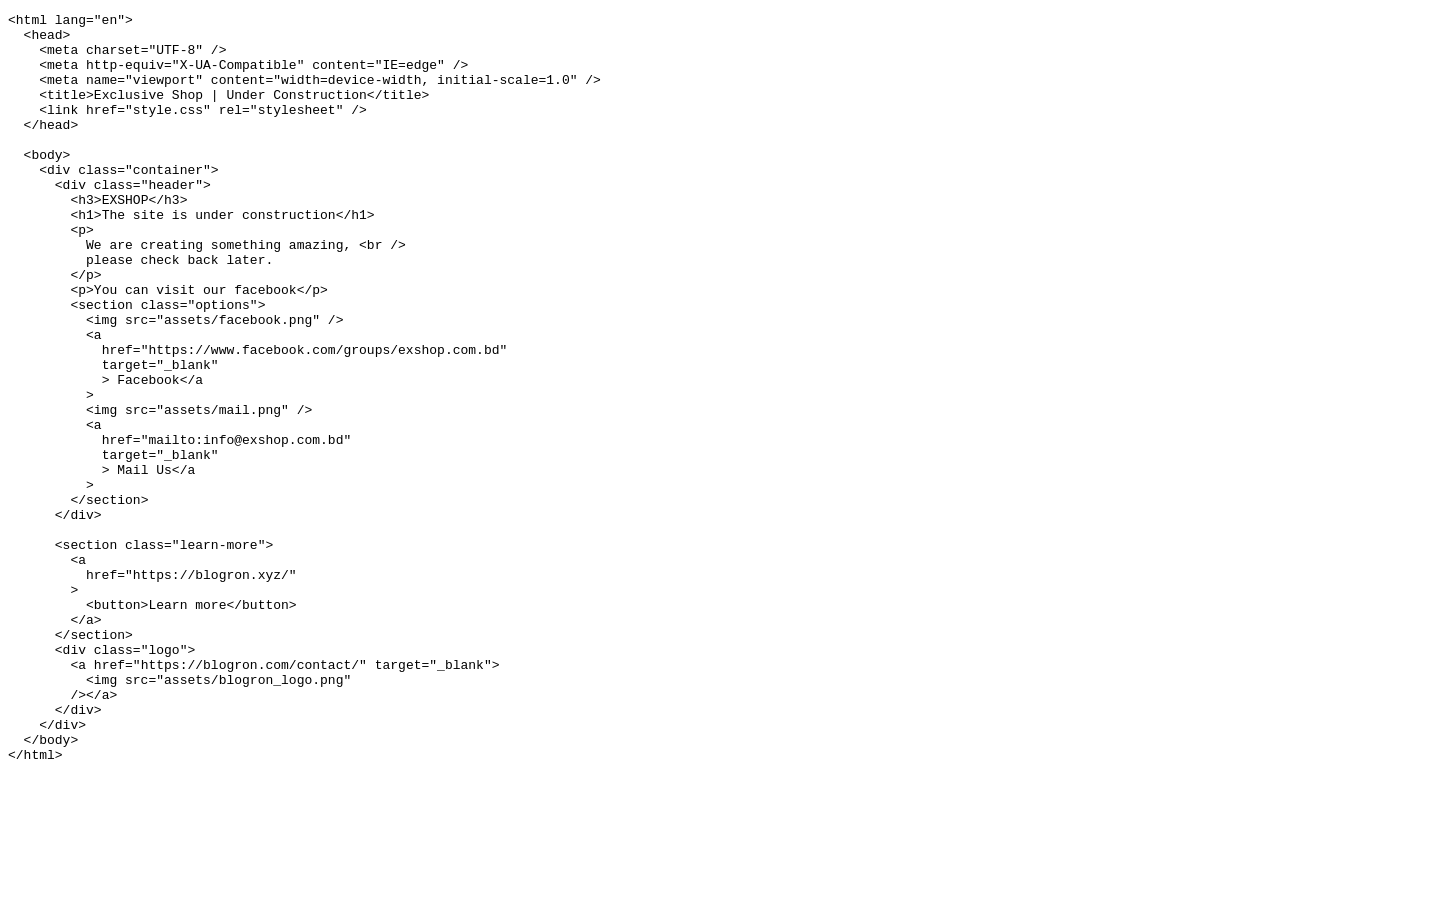 <html lang="en">
  <head>
    <meta charset="UTF-8" />
    <meta http-equiv="X-UA-Compatible" content="IE=edge" />
    <meta name="viewport" content="width=device-width, initial-scale=1.0" />
    <title>Exclusive Shop | Under Construction</title>
    <link href="style.css" rel="stylesheet" />
  </head>

  <body>
    <div class="container">
      <div class="header">
        <h3>EXSHOP</h3>
        <h1>The site is under construction</h1>
        <p>
          We are creating something amazing, <br />
          please check back later.
        </p>
        <p>You can visit our facebook</p>
        <section class="options">
          <img src="assets/facebook.png" />
          <a
            href="https://www.facebook.com/groups/exshop.com.bd"
            target="_blank"
            > Facebook</a
          >
          <img src="assets/mail.png" />
          <a
            href="mailto:info@exshop.com.bd"
            target="_blank"
            > Mail Us</a
          >
        </section>
      </div>

      <section class="learn-more">
        <a
          href="https://blogron.xyz/"
        >
          <button>Learn more</button>
        </a>
      </section>
      <div class="logo">
        <a href="https://blogron.com/contact/" target="_blank">
          <img src="assets/blogron_logo.png"
        /></a>
      </div>
    </div>
  </body>
</html>